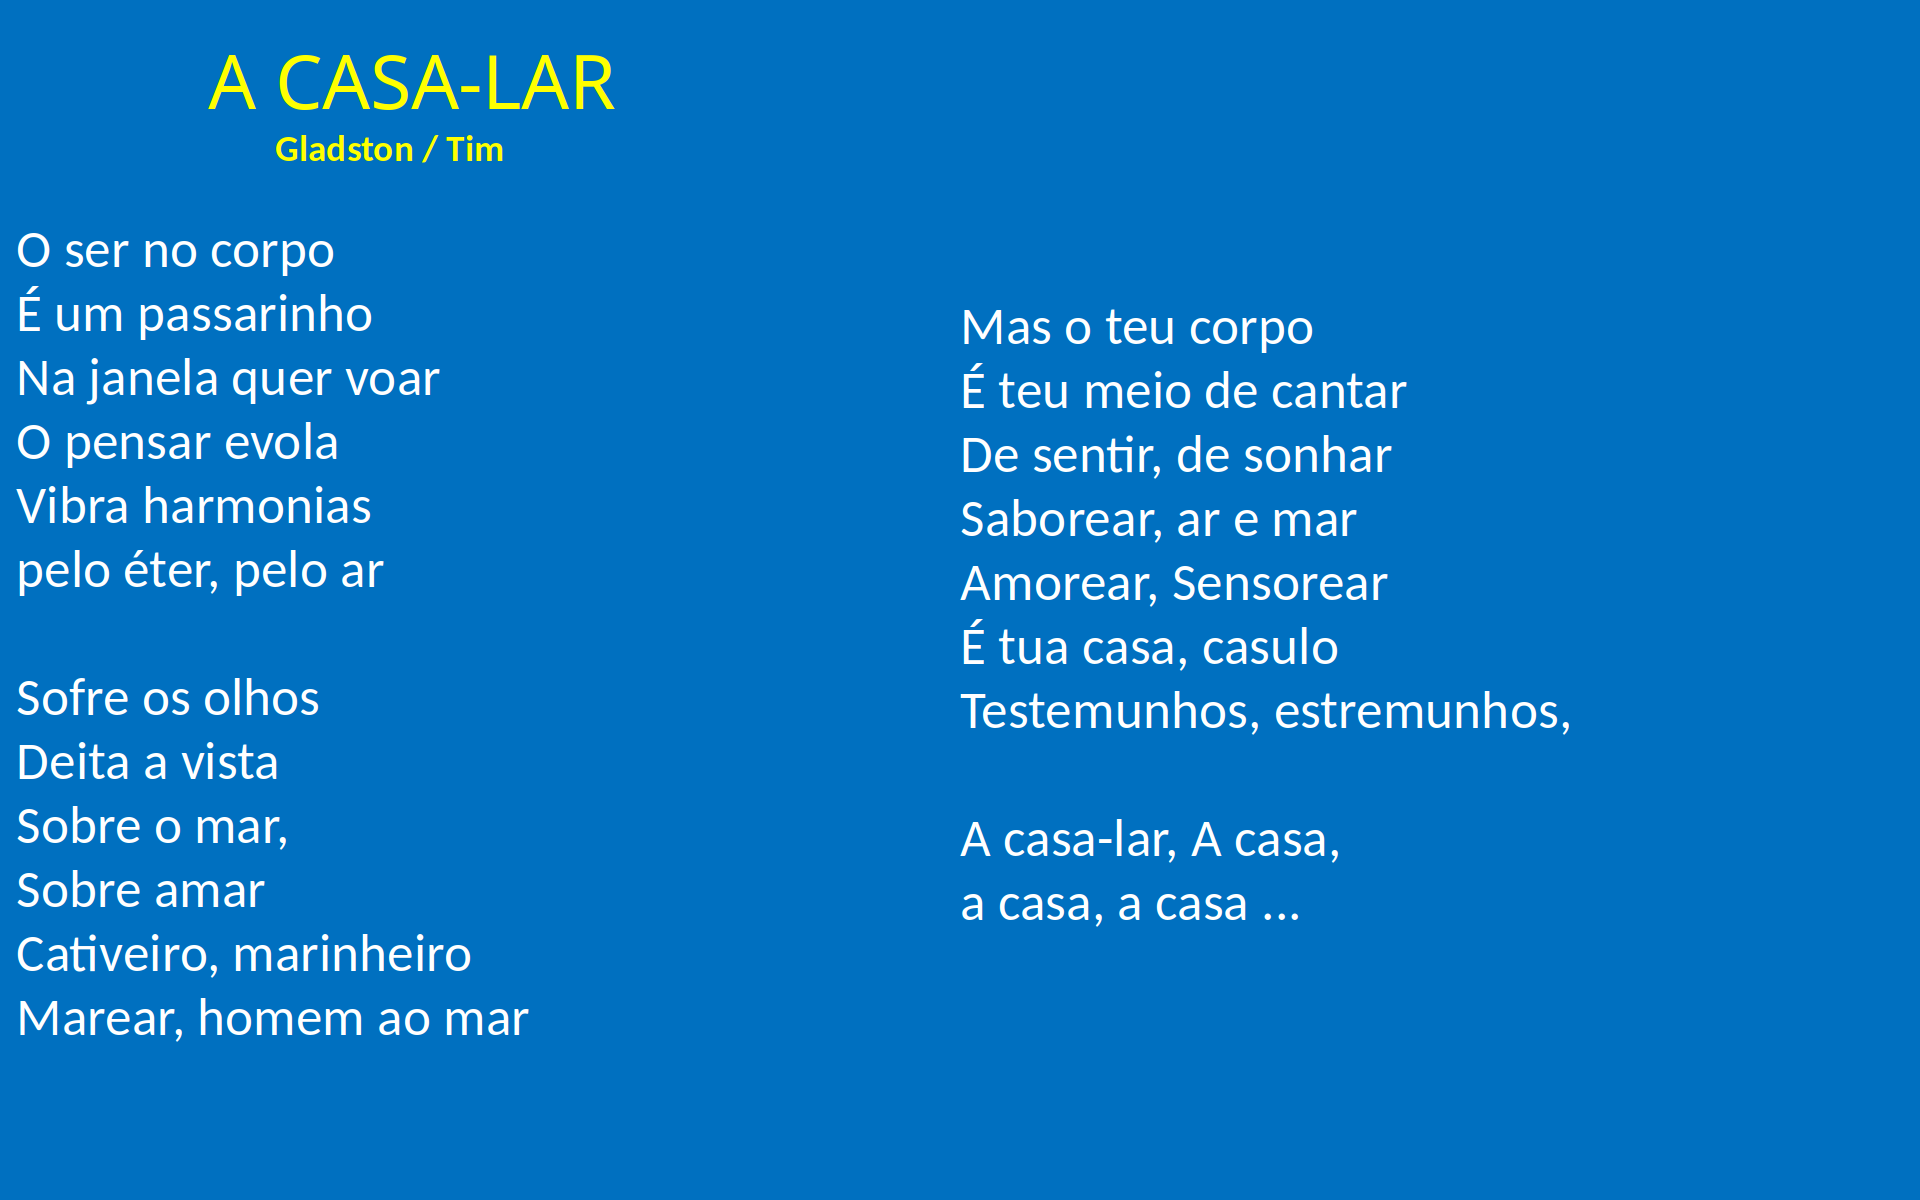 A CASA-LAR
Gladston / Tim
O ser no corpo
É um passarinho
Na janela quer voar
O pensar evola
Vibra harmonias
pelo éter, pelo ar
Sofre os olhos
Deita a vista
Sobre o mar,
Sobre amar
Cativeiro, marinheiro
Marear, homem ao mar
Mas o teu corpo
É teu meio de cantar
De sentir, de sonhar
Saborear, ar e mar
Amorear, Sensorear
É tua casa, casulo
Testemunhos, estremunhos,
A casa-lar, A casa,
a casa, a casa ...